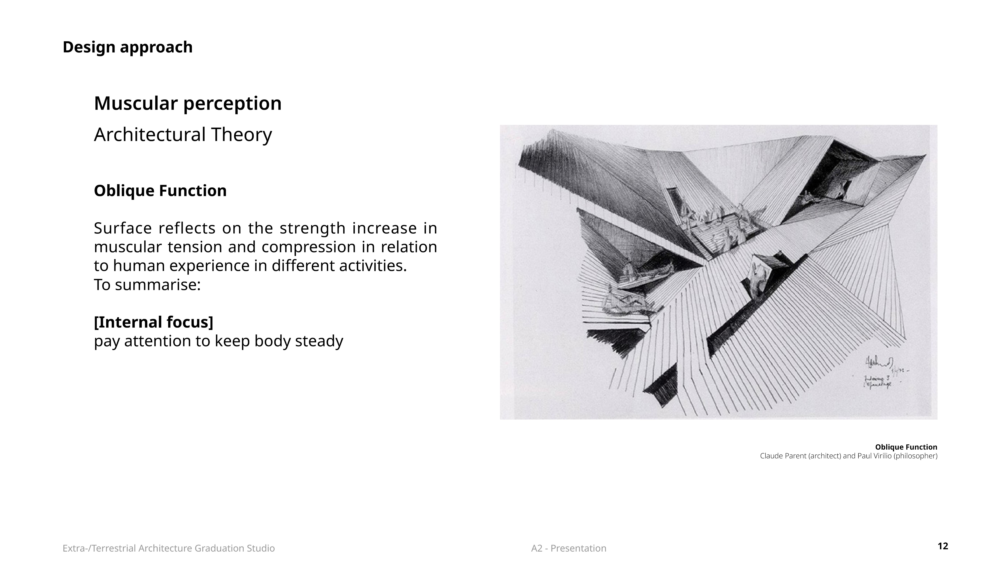 Design approach
Muscular perception
Architectural Theory
Oblique Function
Surface reflects on the strength increase in
muscular tension and compression in relation
to human experience in different activities.
To summarise:
[Internal focus]
pay attention to keep body steady
Oblique Function
Claude Parent (architect) and Paul Virilio (philosopher)
Extra-/Terrestrial Architecture Graduation Studio
A2 - Presentation
12